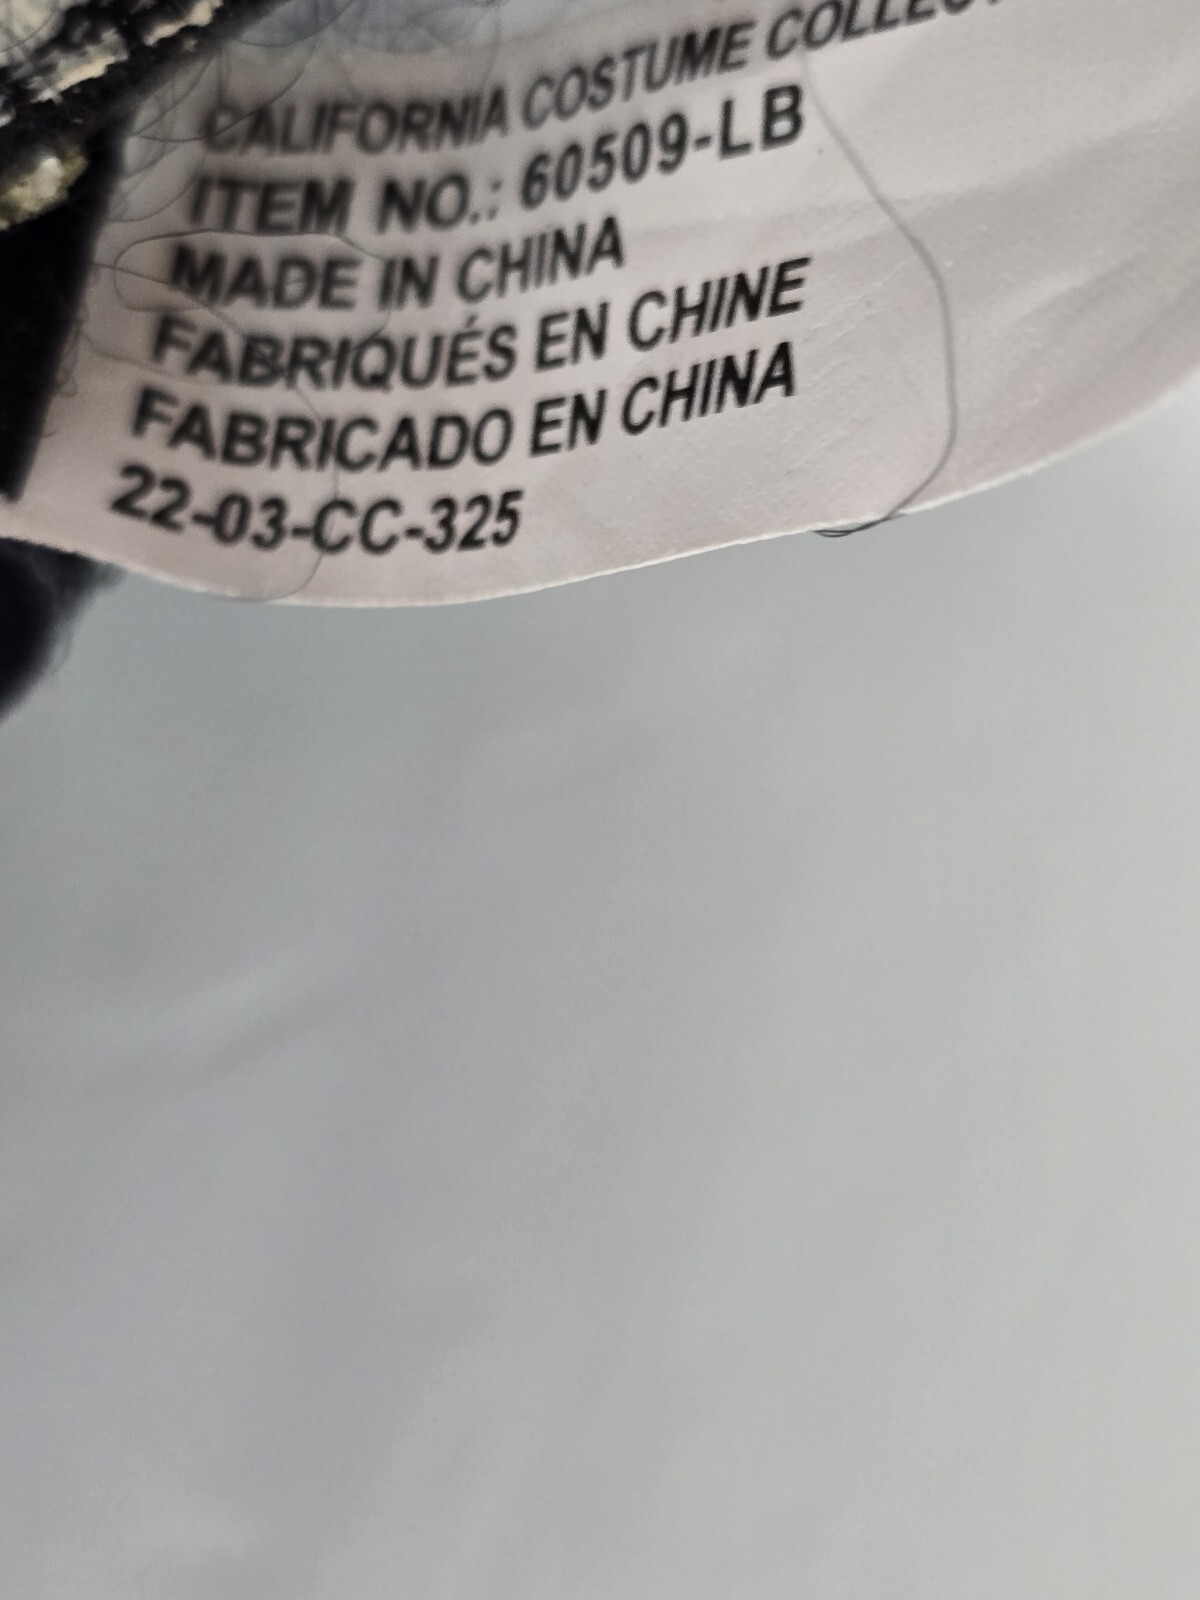 CALIFORNIA COSTUME
ITEM NO.: 60509-LB
MADE IN CHINA
FABRIQUÉS EN CHINE
FABRICADO EN CHINA
22-03-CC-325